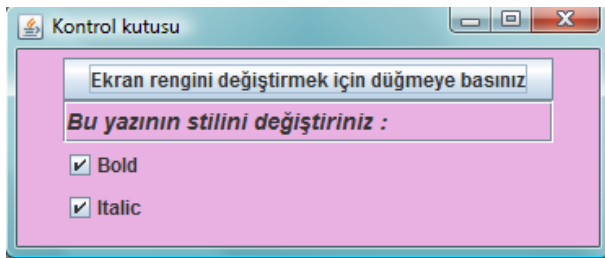 Kontrol kutusu
Ekran rengini değiştirmek için düğmeye basınız
Bu yazının stilini değiştiriniz :
Bold
Italic